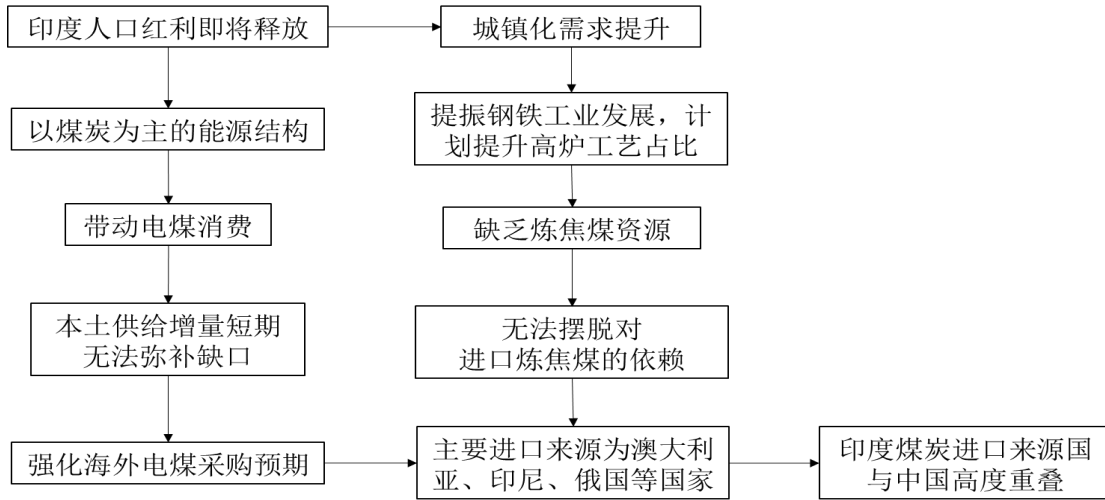 印度人口红利即将释放
城镇化需求提升
以煤炭为主的能源结构
提振钢铁工业发展，计
划提升高炉工艺占比
带动电煤消费
缺乏炼焦煤资源
本土供给增量短期
无法弥补缺口
无法摆脱对
进口炼焦煤的依赖
强化海外电煤采购预期
主要进口来源为澳大利
亚、印尼、俄国等国家
印度煤炭进口来源国
与中国高度重叠